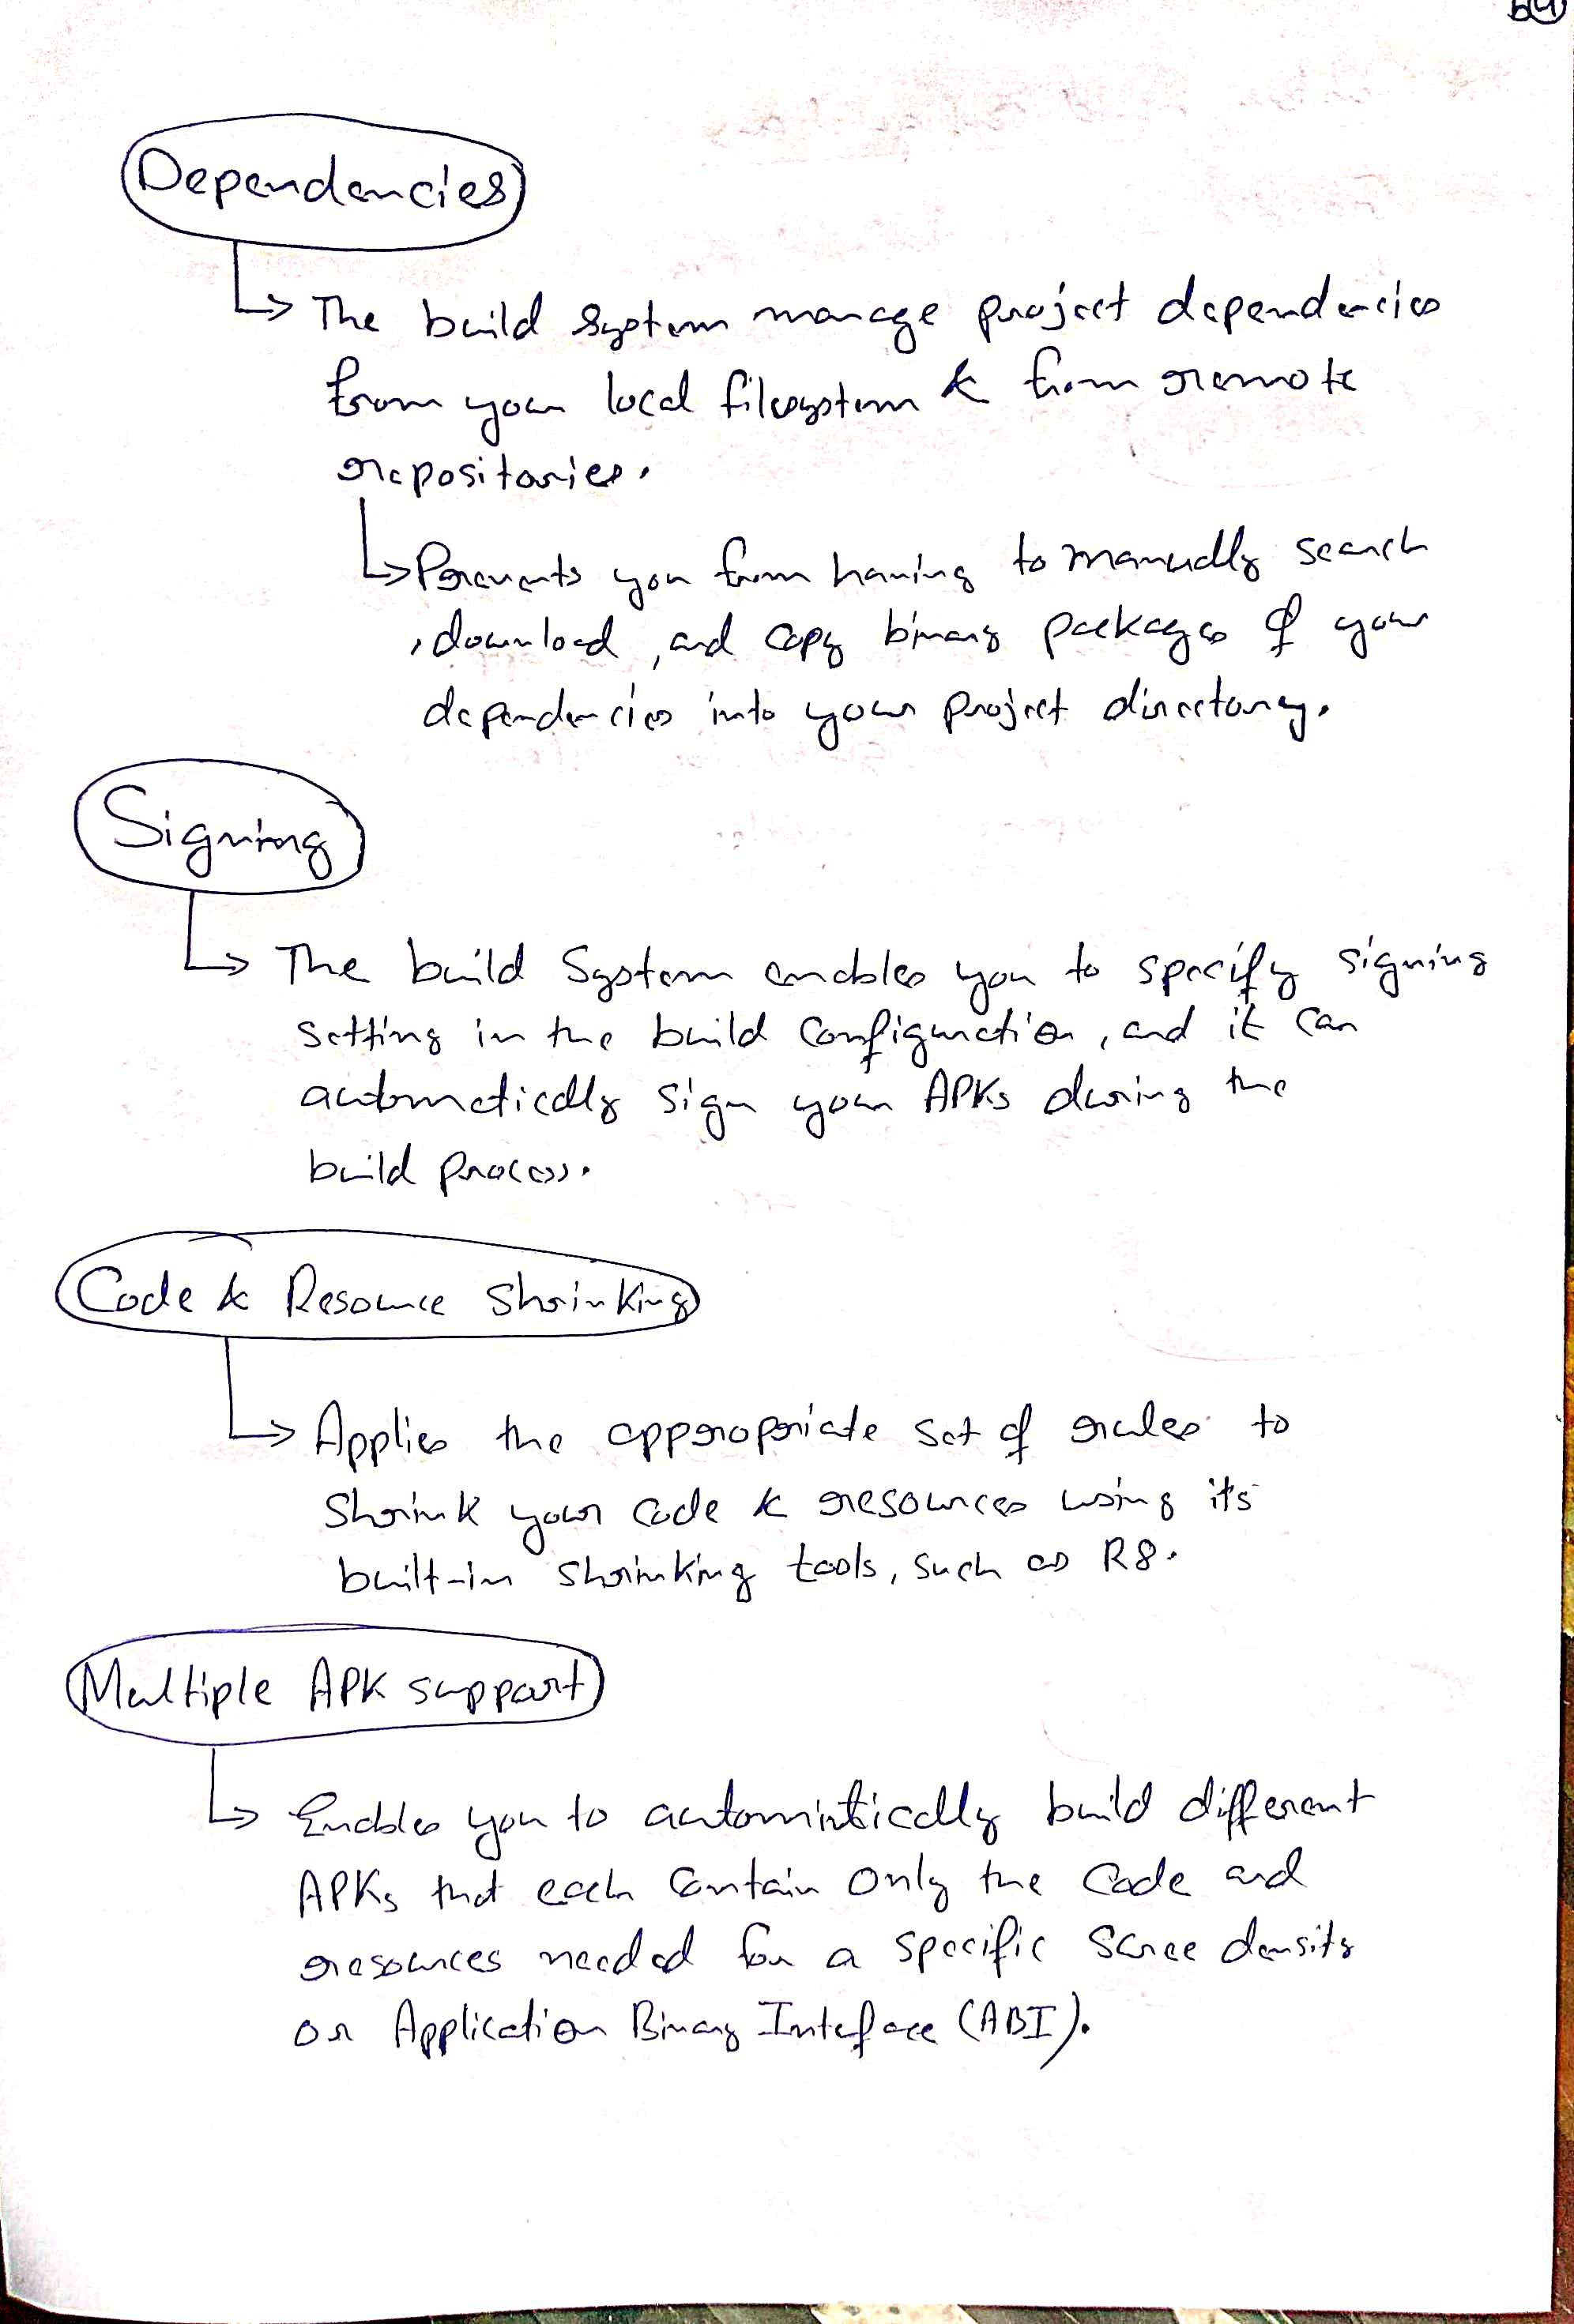 Dependencies
The build system manage project dependencies
from your local filesystem & from remote
repositories.
Prevents you from having to manually search
, download, and copy binary packages of your
dependencies into your project directory.
Signing
The build System enables you to specify signing
setting in the build Configuration, and it can
automatically sign your APKs during the
build process.
Code & Resource Shrinking
Applies the appropriate set of rules to
Shrink your code & resources using its
built-in shrinking tools, such as R8.
Multiple APK support
Enables you to automintically build different
APKs that each Contain Only the Code and
resources needed for a specific Scree density
or Application Binary Inteface (ABI).